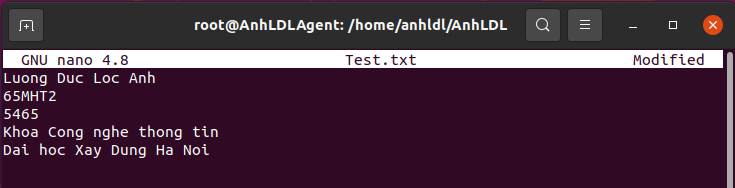 root@AnhLDLAgent: /home/anhldl/AnhLDL
GNU nano 4.8 Test.txt Modified
Luong Duc Loc Anh
65MHT2
5465
Khoa Cong nghe thong tin
Dai hoc Xay Dung Ha Noi